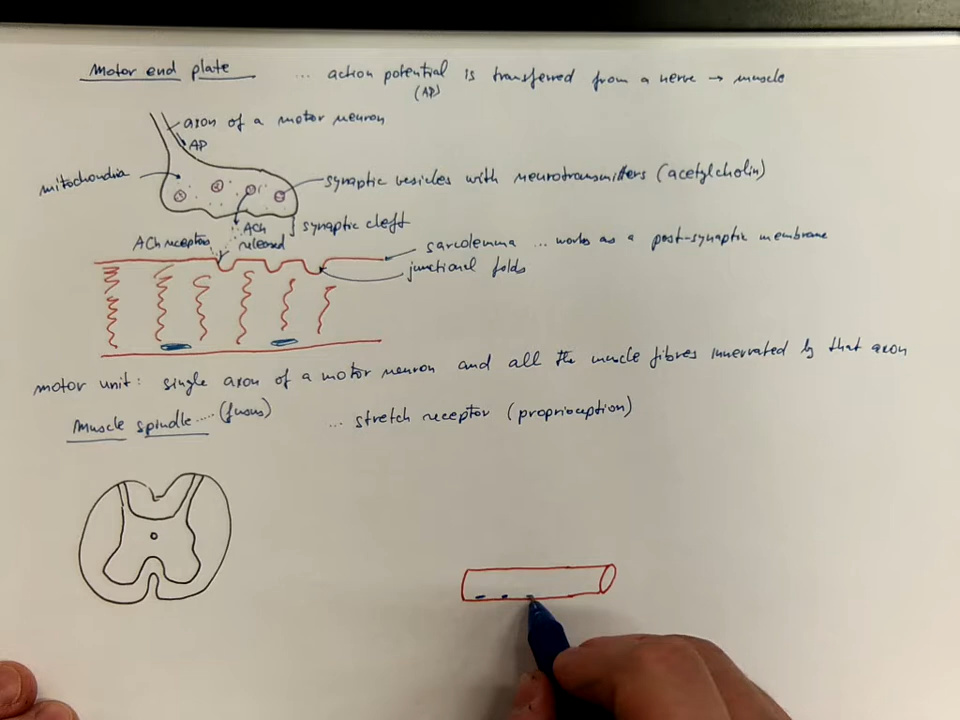 Motor end plate ... action potential is transferred from a nerve → muscle
(AP)
axon of a motor neuron
AP
mitochondria
synaptic vesicles with neurotransmitters (acetylcholin)
ACh released
synaptic cleft
ACh receptors
sarcolemma ... works as a post-synaptic membrane
junctional folds
motor unit: single axon of a motor neuron and all the muscle fibres innervated by that axon
Muscle spindle .... (fusus) ... stretch receptor (proprioception)